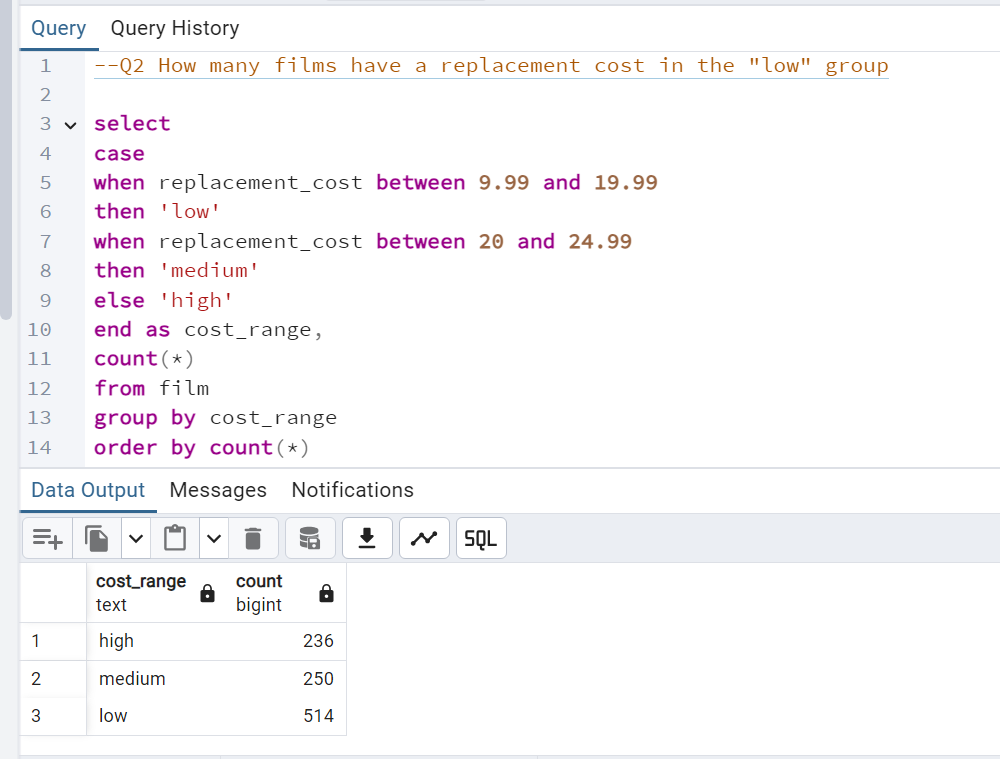 Query Query History
1 --Q2 How many films have a replacement cost in the "low" group
2
3 select
4 case
5 when replacement_cost between 9.99 and 19.99
6 then 'low'
7 when replacement_cost between 20 and 24.99
8 then 'medium'
9 else 'high'
10 end as cost_range,
11 count(*)
12 from film
13 group by cost_range
14 order by count(*)
Data Output Messages Notifications
SQL
cost_range count
text bigint
1 high 236
2 medium 250
3 low 514